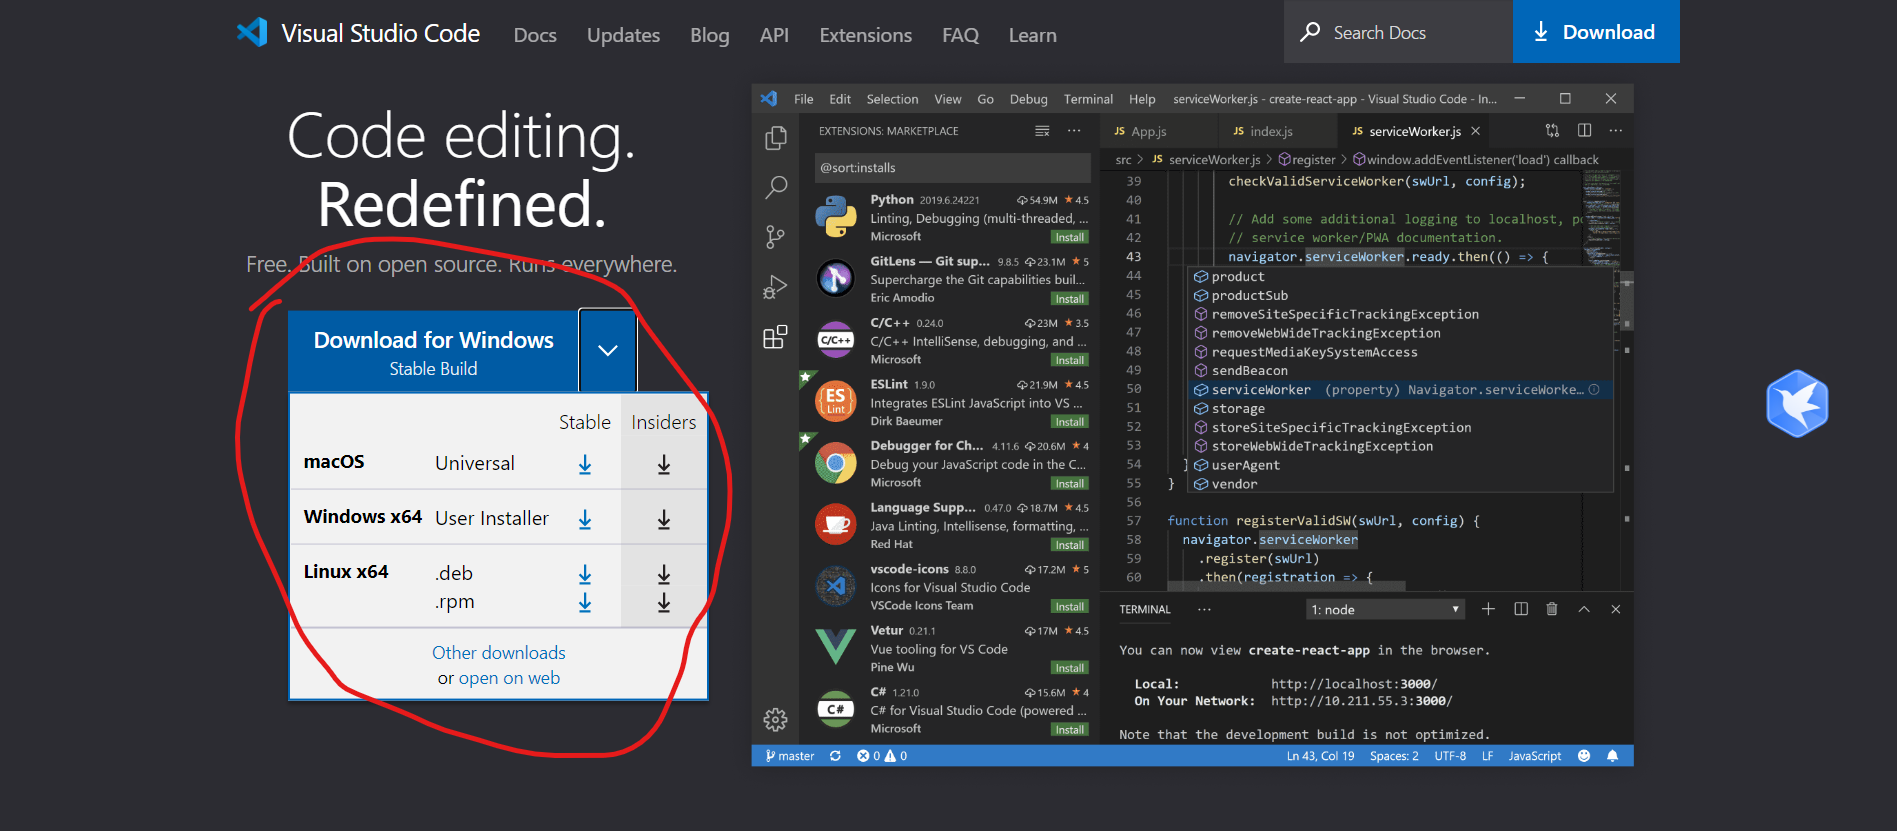 Visual Studio Code Docs Updates Blog API Extensions FAQ Learn Search Docs Download
Code editing.
Redefined.
Free. Built on open source. Runs everywhere.
Download for Windows
Stable Build
Stable Insiders
macOS Universal
Windows x64 User Installer
Linux x64 .deb
.rpm
Other downloads
or open on web
File Edit Selection View Go Debug Terminal Help serviceWorker.js - create-react-app - Visual Studio Code - In...
EXTENSIONS: MARKETPLACE
@sort:installs
Python 2019.6.24221 54.9M ★ 4.5
Linting, Debugging (multi-threaded, ...
Microsoft Install
GitLens — Git sup... 9.8.5 23.1M ★ 5
Supercharge the Git capabilities buil...
Eric Amodio Install
C/C++
C/C++ 0.24.0 23M ★ 3.5
C/C++ IntelliSense, debugging, and ...
Microsoft Install
ES
Lint
ESLint 1.9.0 21.9M ★ 4.5
Integrates ESLint JavaScript into VS ...
Dirk Baeumer Install
Debugger for Ch... 4.11.6 20.6M ★ 4
Debug your JavaScript code in the C...
Microsoft Install
Language Supp... 0.47.0 18.7M ★ 4.5
Java Linting, Intellisense, formatting, ...
Red Hat Install
vscode-icons 8.8.0 17.2M ★ 5
Icons for Visual Studio Code
VSCode Icons Team Install
Vetur 0.21.1 17M ★ 4.5
Vue tooling for VS Code
Pine Wu Install
C#
C# 1.21.0 15.6M ★ 4
C# for Visual Studio Code (powered ...
Microsoft Install
JS App.js JS index.js JS serviceWorker.js
src > JS serviceWorker.js > register > window.addEventListener('load') callback
39 checkValidServiceWorker(swUrl, config);
40
41 // Add some additional logging to localhost,
42 // service worker/PWA documentation.
43 navigator.serviceWorker.ready.then(() => {
44 product
45 productSub
46 removeSiteSpecificTrackingException
47 removeWebWideTrackingException
48 requestMediaKeySystemAccess
49 sendBeacon
50 serviceWorker (property) Navigator.serviceWorke...
51 storage
52 storeSiteSpecificTrackingException
53 storeWebWideTrackingException
54 } userAgent
55 } vendor
56
57 function registerValidSW(swUrl, config) {
58 navigator.serviceWorker
59 .register(swUrl)
60 .then(registration => {
TERMINAL ... 1: node
You can now view create-react-app in the browser.
Local: http://localhost:3000/
On Your Network: http://10.211.55.3:3000/
Note that the development build is not optimized.
master 0 0 Ln 43, Col 19 Spaces: 2 UTF-8 LF JavaScript